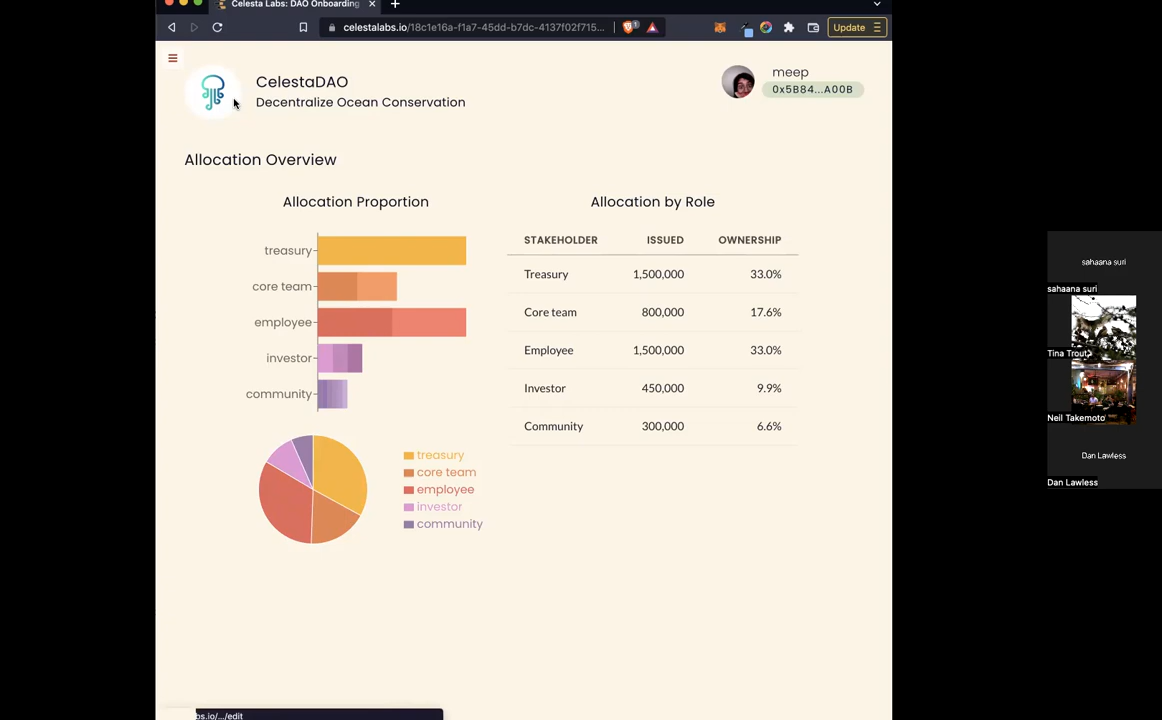 Celesta Labs: DAO Onboarding
celestalabs.io/18c1e16a-f1a7-45dd-b7dc-4137f02f715...
1
Update
CelestaDAO
Decentralize Ocean Conservation
meep
0x5B84...A00B
Allocation Overview
Allocation Proportion
treasury
core team
employee
investor
community
treasury
core team
employee
investor
community
Allocation by Role
STAKEHOLDER ISSUED OWNERSHIP
Treasury 1,500,000 33.0%
Core team 800,000 17.6%
Employee 1,500,000 33.0%
Investor 450,000 9.9%
Community 300,000 6.6%
bs.io/.../edit
sahaana suri
sahaana suri
Tina Trout
Neil Takemoto
Dan Lawless
Dan Lawless